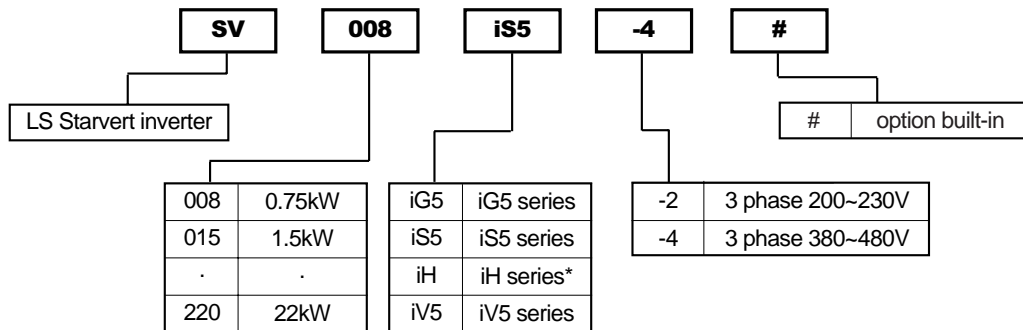 SV 008 iS5 -4 #
LS Starvert inverter
# option built-in
008 0.75kW
015 1.5kW
· ·
220 22kW
iG5 iG5 series
iS5 iS5 series
iH iH series*
iV5 iV5 series
-2 3 phase 200~230V
-4 3 phase 380~480V